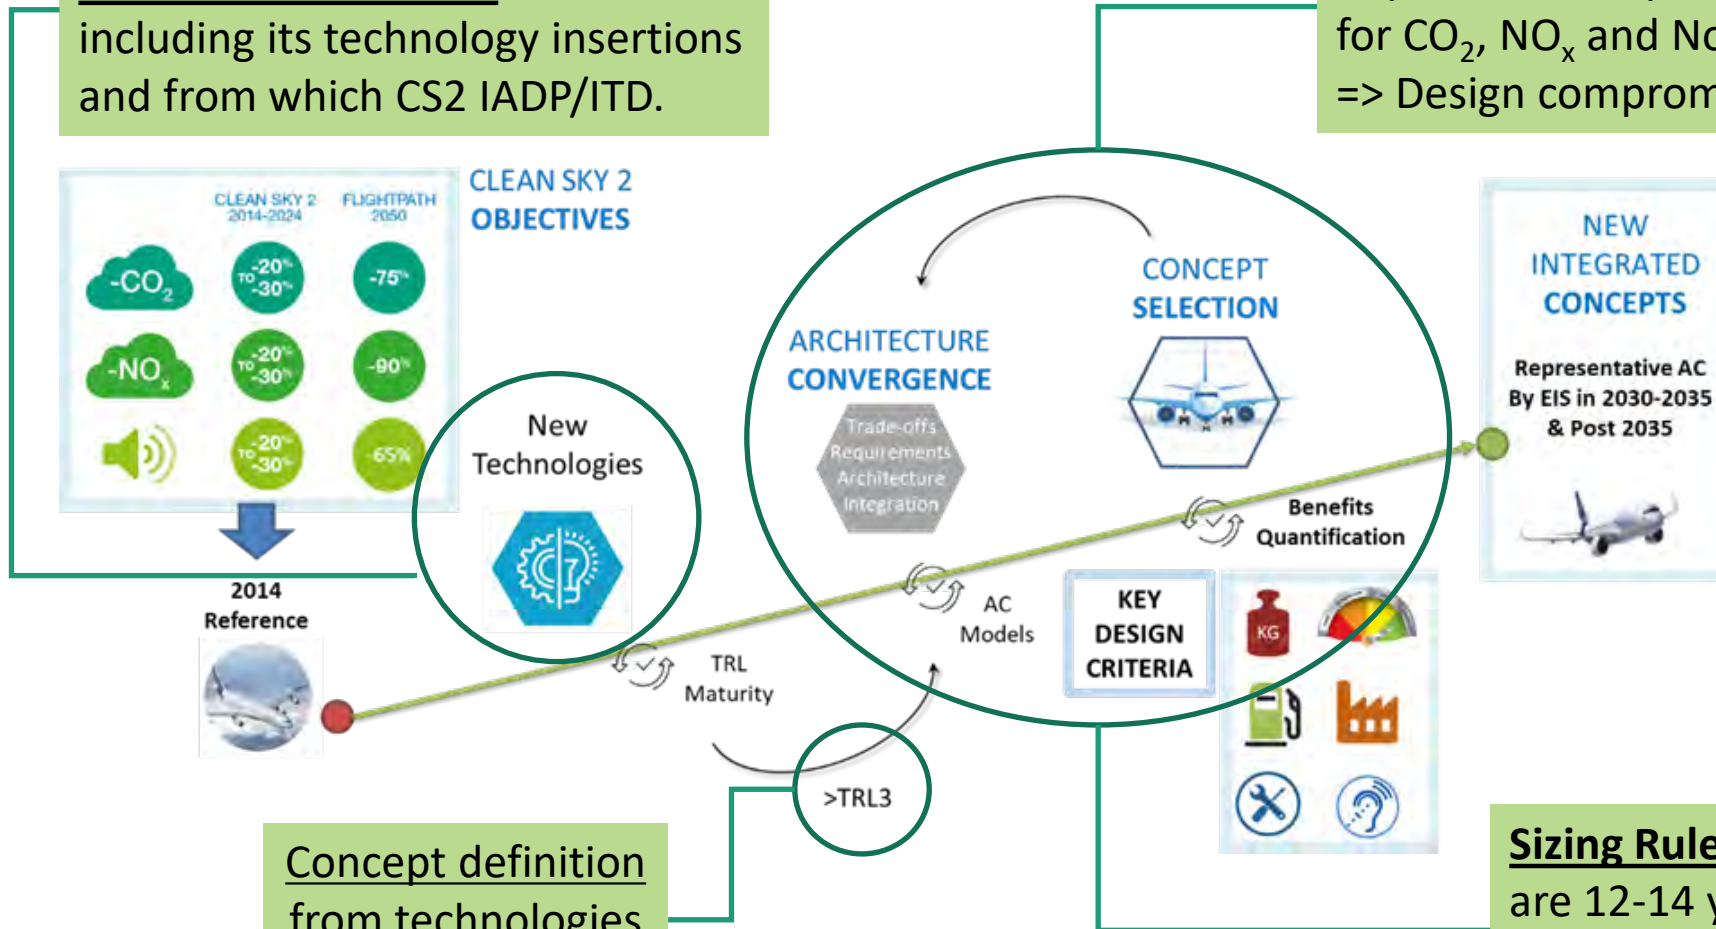 including its technology insertions
and from which CS2 IADP/ITD.
for CO₂, NOₓ and
=> Design
CLEAN SKY 2
OBJECTIVES
CLEAN SKY 2
2014-2024
FLIGHTPATH
2050
-CO₂
-20%
TO
-30%
-75%
-NOₓ
-20%
TO
-30%
-90%
-20%
TO
-30%
-65%
2014
Reference
New
Technologies
TRL
Maturity
>TRL3
ARCHITECTURE
CONVERGENCE
Trade-offs
Requirements
Architecture
Integration
CONCEPT
SELECTION
AC
Models
Benefits
Quantification
KEY
DESIGN
CRITERIA
KG
NEW
INTEGRATED
CONCEPTS
Representative AC
By EIS in 2030-2035
& Post 2035
Concept definition
from technologies
Sizing Rule
are 12-14